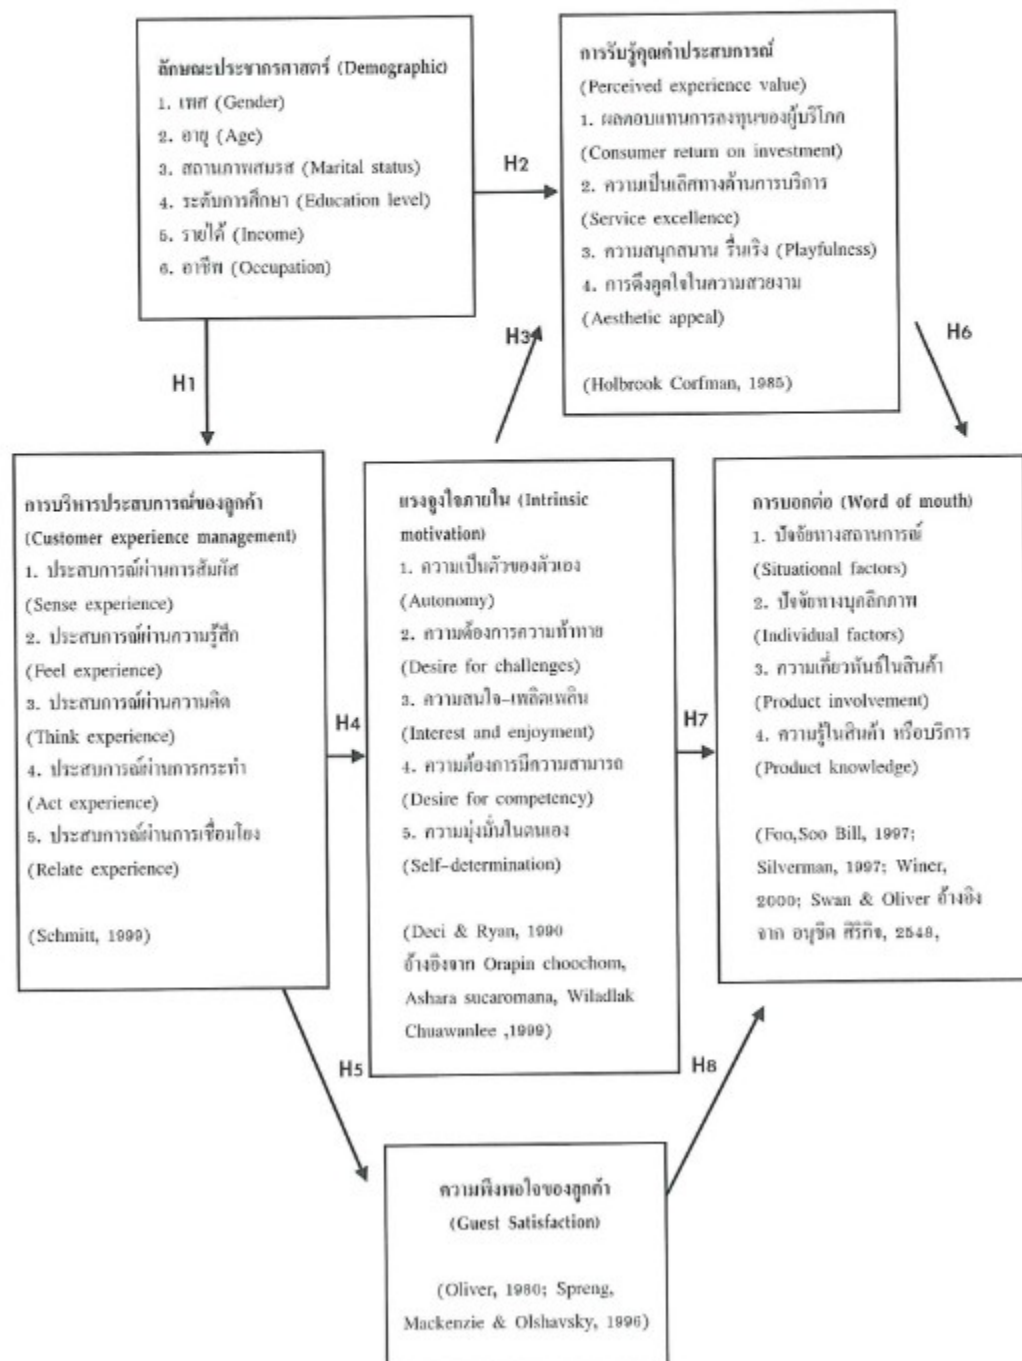 ลักษณะประชากรศาสตร์ (Demographic)
1. เพศ (Gender)
2. อายุ (Age)
3. สถานภาพสมรส (Marital status)
4. ระดับการศึกษา (Education level)
5. รายได้ (Income)
6. อาชีพ (Occupation)
H2
การรับรู้คุณค่าประสบการณ์
(Perceived experience value)
1. ผลตอบแทนการลงทุนของผู้บริโภค
(Consumer return on investment)
2. ความเป็นเลิศทางด้านการบริการ
(Service excellence)
3. ความสนุกสนาน รื่นเริง (Playfulness)
4. การดึงดูดใจในความสวยงาม
(Aesthetic appeal)
(Holbrook Corfman, 1985)
H1
H3
H6
การบริหารประสบการณ์ของลูกค้า
(Customer experience management)
1. ประสบการณ์ผ่านการสัมผัส
(Sense experience)
2. ประสบการณ์ผ่านความรู้สึก
(Feel experience)
3. ประสบการณ์ผ่านความคิด
(Think experience)
4. ประสบการณ์ผ่านการกระทำ
(Act experience)
5. ประสบการณ์ผ่านการเชื่อมโยง
(Relate experience)
(Schmitt, 1999)
H4
แรงจูงใจภายใน (Intrinsic
motivation)
1. ความเป็นตัวของตัวเอง
(Autonomy)
2. ความต้องการความท้าทาย
(Desire for challenges)
3. ความสนใจ-เพลิดเพลิน
(Interest and enjoyment)
4. ความต้องการมีความสามารถ
(Desire for competency)
5. ความมุ่งมั่นในตนเอง
(Self-determination)
(Deci & Ryan, 1990
อ้างอิงจาก Orapin choochom,
Ashara sucaromana, Wiladlak
Chuawanlee ,1999)
H7
การบอกต่อ (Word of mouth)
1. ปัจจัยทางสถานการณ์
(Situational factors)
2. ปัจจัยทางบุคลิกภาพ
(Individual factors)
3. ความเกี่ยวพันธ์ในสินค้า
(Product involvement)
4. ความรู้ในสินค้า หรือบริการ
(Product knowledge)
(Foo,Soo Bill, 1997;
Silverman, 1997; Winer,
2000; Swan & Oliver อ้างอิง
จาก อนุชิต ศิริกิจ, 2548,
H5
H8
ความพึงพอใจของลูกค้า
(Guest Satisfaction)
(Oliver, 1980; Spreng,
Mackenzie & Olshavsky, 1996)